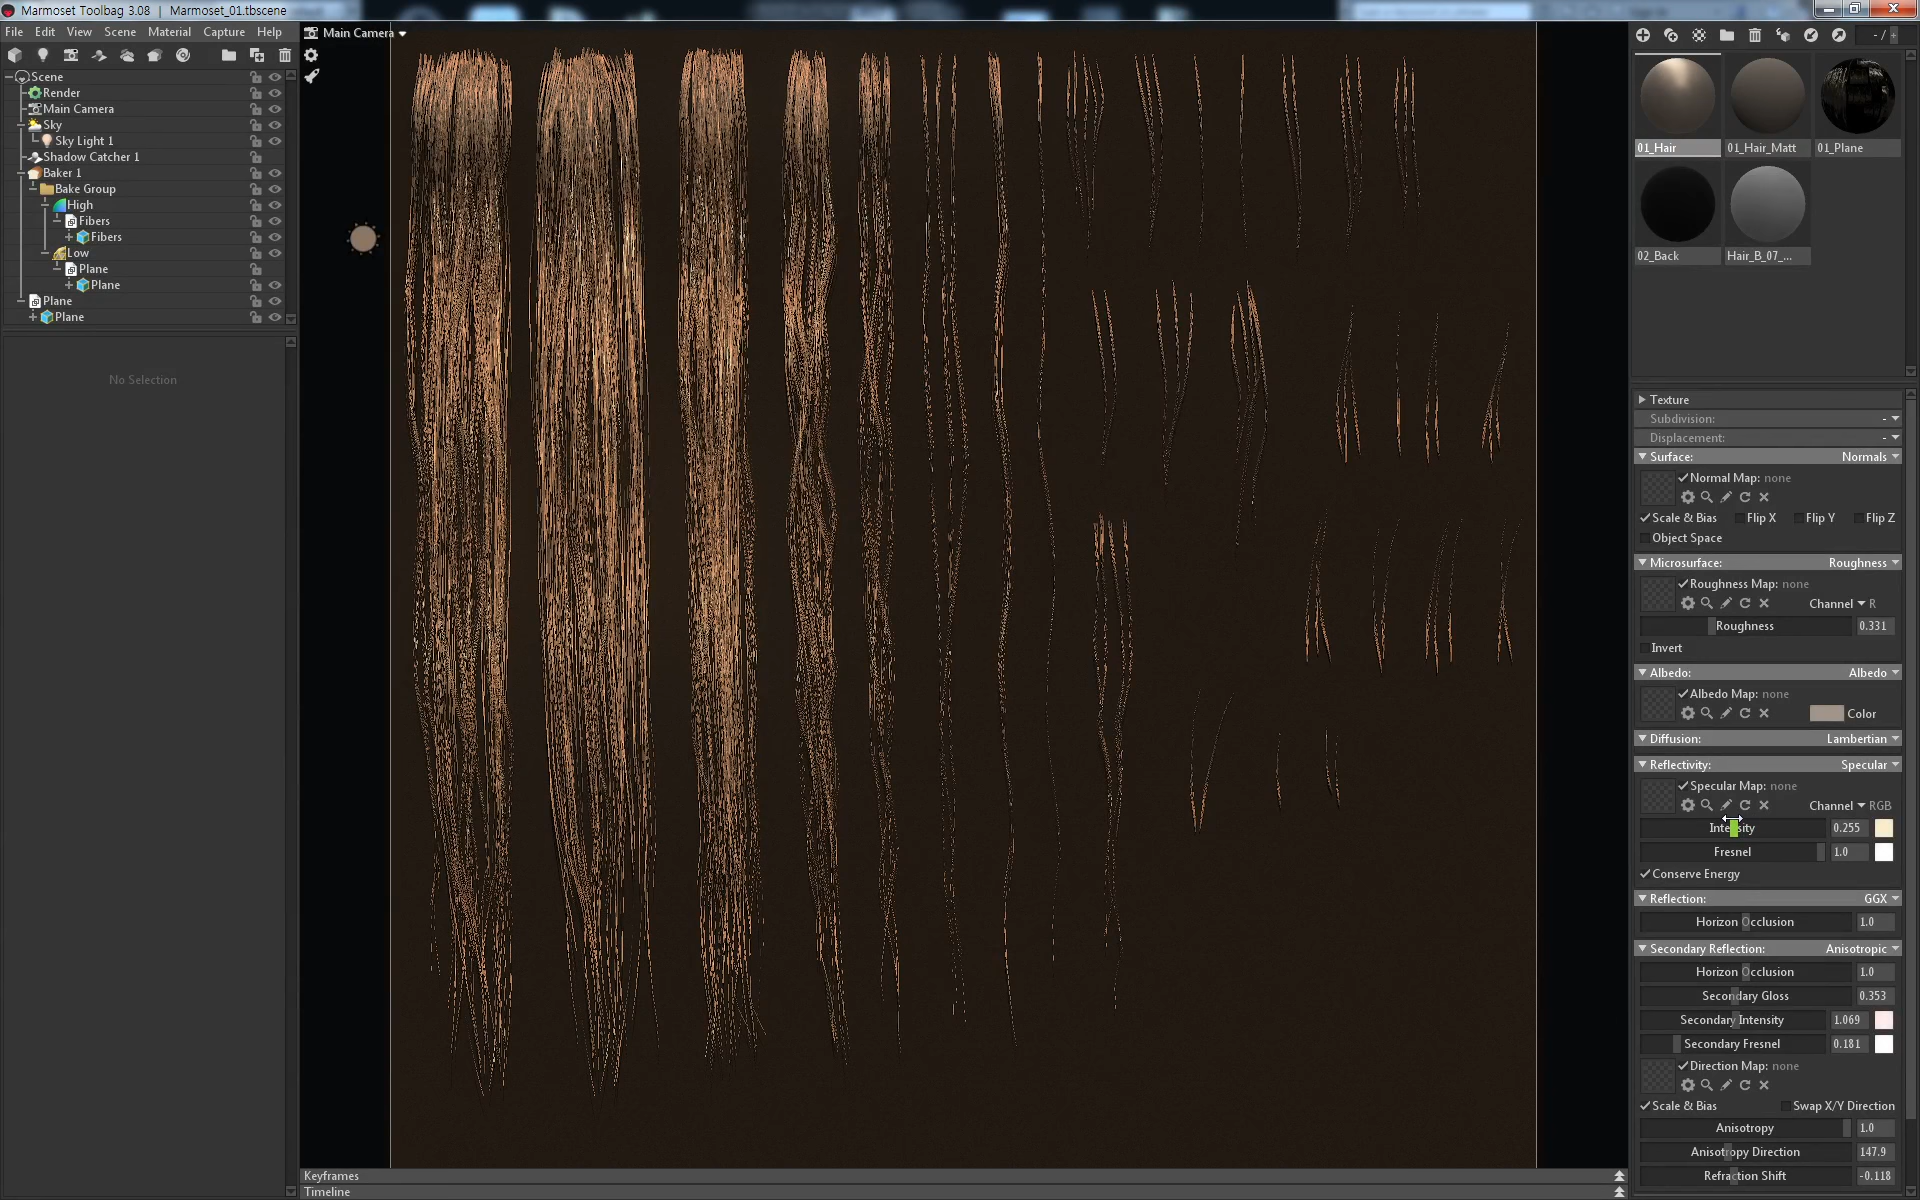 Marmoset Toolbag 3.08 | Marmoset_01.tbscene
File Edit View Scene Material Capture Help
Main Camera
- /
Scene
Render
Main Camera
Sky
Sky Light 1
Shadow Catcher 1
Baker 1
Bake Group
High
Fibers
Fibers
Low
Plane
Plane
Plane
Plane
No Selection
Keyframes
Timeline
01_Hair 01_Hair_Matt 01_Plane
02_Back Hair_B_07_...
Texture
Subdivision: -
Displacement: -
Surface: Normals
Normal Map: none
Scale & Bias Flip X Flip Y Flip Z
Object Space
Microsurface: Roughness
Roughness Map: none
Channel R
Roughness 0.331
Invert
Albedo: Albedo
Albedo Map: none
Color
Diffusion: Lambertian
Reflectivity: Specular
Specular Map: none
Channel RGB
Intensity 0.255
Fresnel 1.0
Conserve Energy
Reflection: GGX
Horizon Occlusion 1.0
Secondary Reflection: Anisotropic
Horizon Occlusion 1.0
Secondary Gloss 0.353
Secondary Intensity 1.069
Secondary Fresnel 0.181
Direction Map: none
Scale & Bias Swap X/Y Direction
Anisotropy 1.0
Anisotropy Direction 147.9
Refraction Shift -0.118